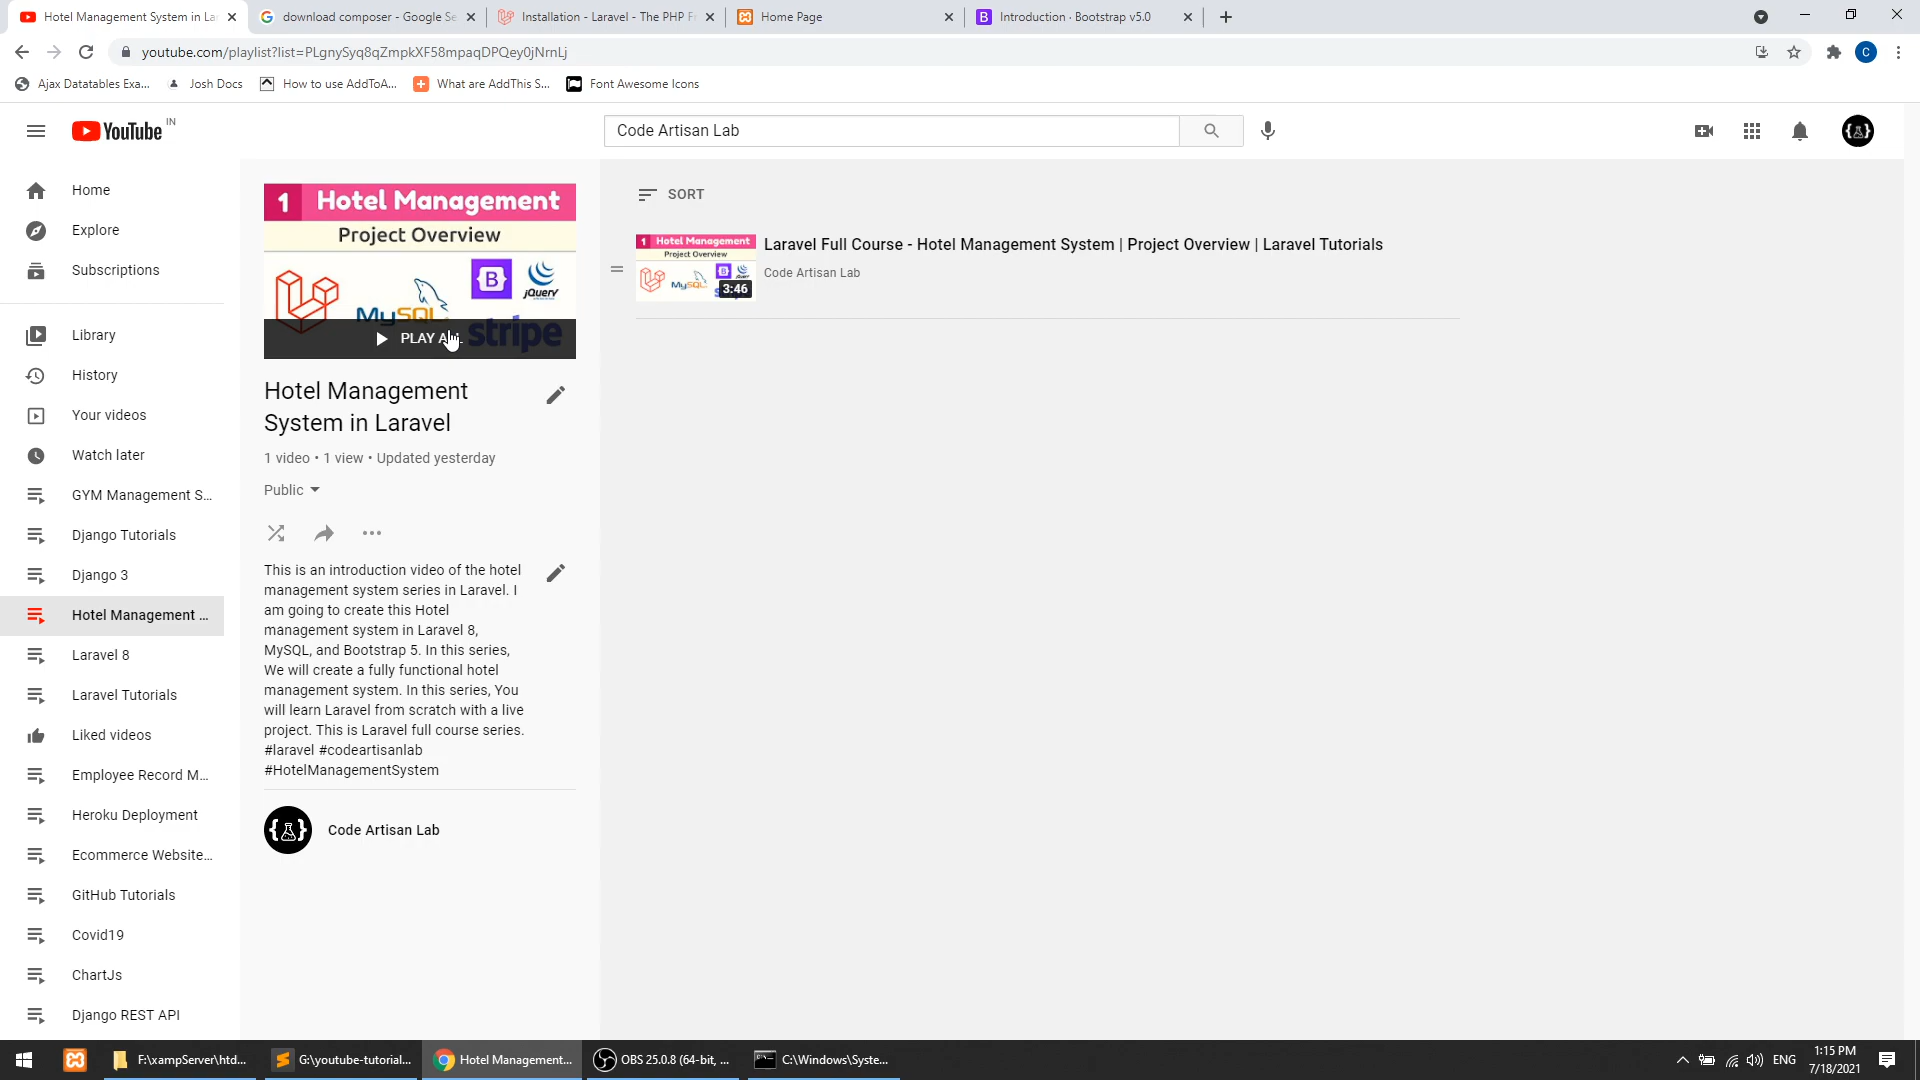 Hotel Management System in La
download composer - Google Se
Installation - Laravel - The PHP F
Home Page
Introduction · Bootstrap v5.0
youtube.com/playlist?list=PLgnySyq8qZmpkXF58mpaqDPQey0jNrnLj
C
Ajax Datatables Exa...
Josh Docs
How to use AddToA...
What are AddThis S...
Font Awesome Icons
YouTube IN
Code Artisan Lab
Home
Explore
Subscriptions
Library
History
Your videos
Watch later
GYM Management S...
Django Tutorials
Django 3
Hotel Management ...
Laravel 8
Laravel Tutorials
Liked videos
Employee Record M...
Heroku Deployment
Ecommerce Website...
GitHub Tutorials
Covid19
ChartJs
Django REST API
1 Hotel Management
Project Overview
B
jQuery
MySQL
stripe
PLAY A
Hotel Management
System in Laravel
1 video • 1 view • Updated yesterday
Public
This is an introduction video of the hotel
management system series in Laravel. I
am going to create this Hotel
management system in Laravel 8,
MySQL, and Bootstrap 5. In this series,
We will create a fully functional hotel
management system. In this series, You
will learn Laravel from scratch with a live
project. This is Laravel full course series.
#laravel #codeartisanlab
#HotelManagementSystem
Code Artisan Lab
SORT
1 Hotel Management
Project Overview
B
jQuery
MySQL
3:46
Laravel Full Course - Hotel Management System | Project Overview | Laravel Tutorials
Code Artisan Lab
F:\xampServer\htd...
G:\youtube-tutorial...
Hotel Management...
OBS 25.0.8 (64-bit, ...
C:\Windows\Syste...
ENG
1:15 PM
7/18/2021